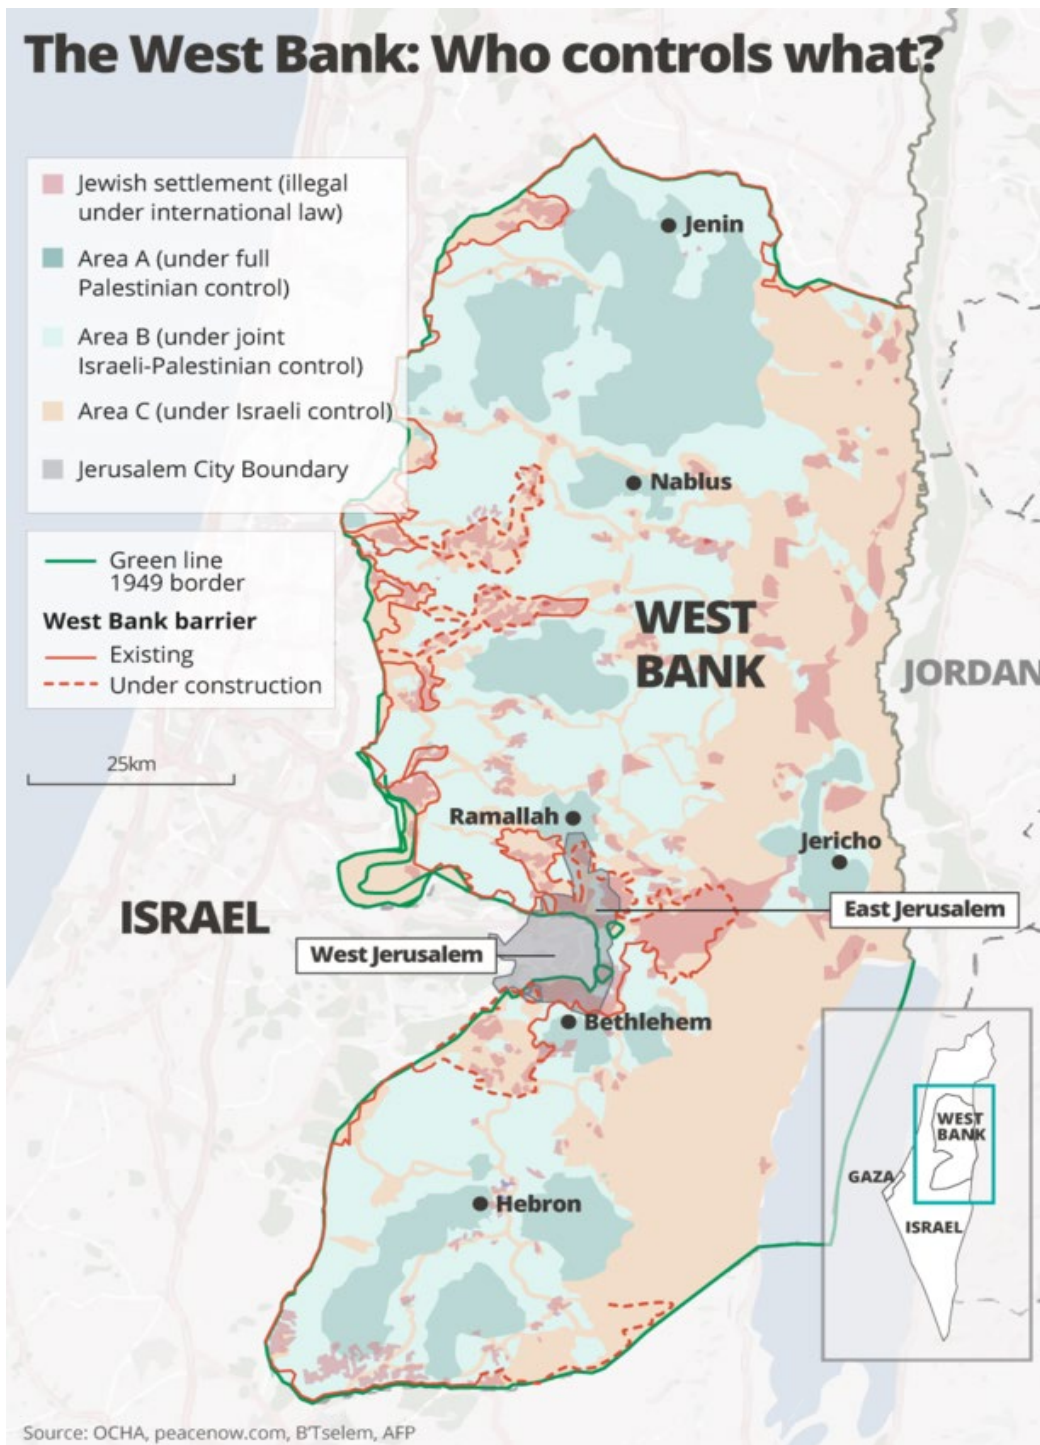 The West Bank: Who controls what?
Jewish settlement (illegal
under international law)
Area A (under full
Palestinian control)
Area B (under joint
Israeli-Palestinian control)
Area C (under Israeli control)
Jerusalem City Boundary
Green line
1949 border
West Bank barrier
Existing
Under construction
25km
Jenin
Nablus
WEST
BANK
JORDAN
Ramallah
Jericho
ISRAEL
East Jerusalem
West Jerusalem
Bethlehem
Hebron
WEST
BANK
GAZA
ISRAEL
Source: OCHA, peacenow.com, B'Tselem, AFP